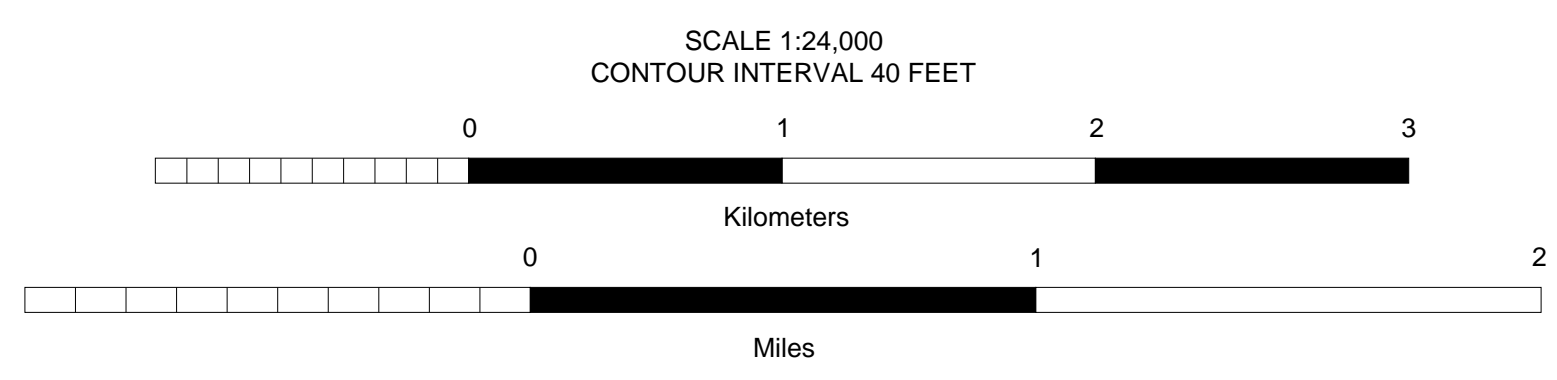 SCALE 1:24,000
CONTOUR INTERVAL 40 FEET
0 1 2 3
Kilometers
0 1 2
Miles